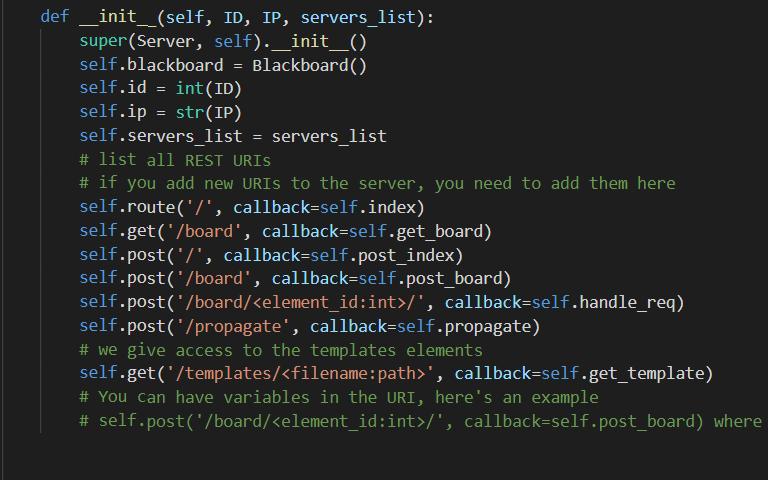 def __init__(self, ID, IP, servers_list):
super(Server, self).__init__()
self.blackboard = Blackboard()
self.id = int(ID)
self.ip = str(IP)
self.servers_list = servers_list
# list all REST URIs
# if you add new URIs to the server, you need to add them here
self.route('/', callback=self.index)
self.get('/board', callback=self.get_board)
self.post('/', callback=self.post_index)
self.post('/board', callback=self.post_board)
self.post('/board/<element_id:int>/', callback=self.handle_req)
self.post('/propagate', callback=self.propagate)
# we give access to the templates elements
self.get('/templates/<filename:path>', callback=self.get_template)
# You can have variables in the URI, here's an example
# self.post('/board/<element_id:int>/', callback=self.post_board) where